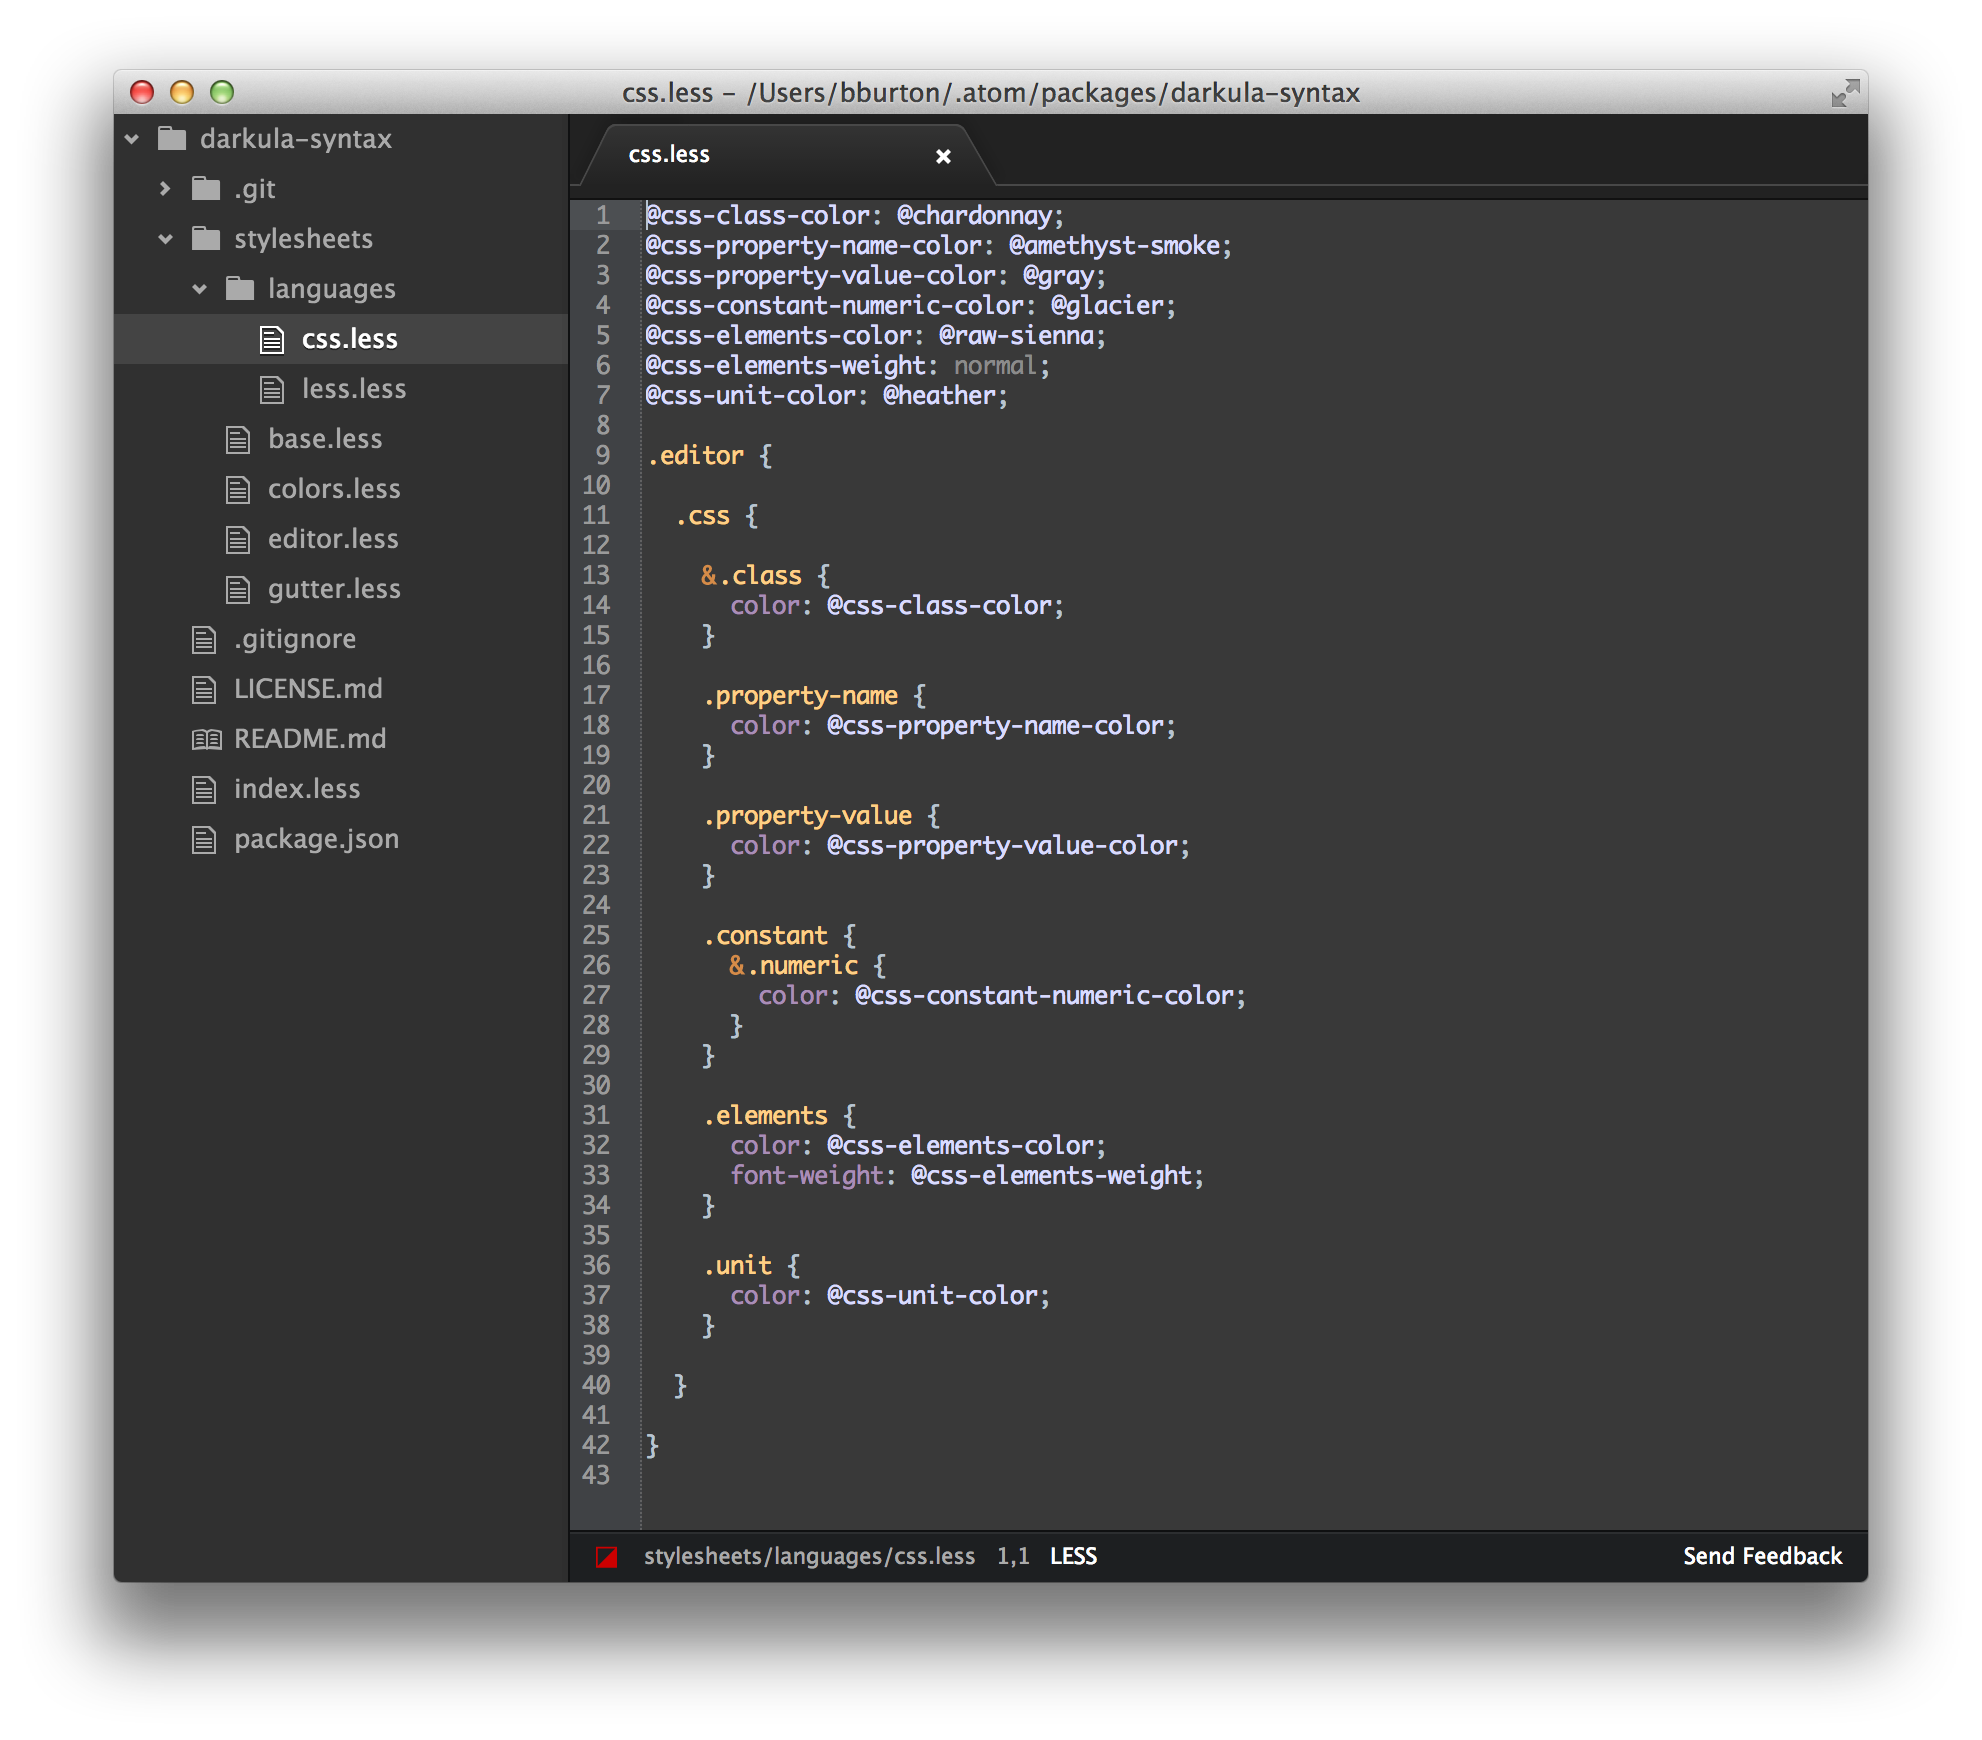 css.less – /Users/bburton/.atom/packages/darkula-syntax
darkula-syntax
.git
stylesheets
languages
css.less
less.less
base.less
colors.less
editor.less
gutter.less
.gitignore
LICENSE.md
README.md
index.less
package.json
css.less
1 @css-class-color: @chardonnay;
2 @css-property-name-color: @amethyst-smoke;
3 @css-property-value-color: @gray;
4 @css-constant-numeric-color: @glacier;
5 @css-elements-color: @raw-sienna;
6 @css-elements-weight: normal;
7 @css-unit-color: @heather;
8
9 .editor {
10
11   .css {
12
13     &.class {
14       color: @css-class-color;
15     }
16
17     .property-name {
18       color: @css-property-name-color;
19     }
20
21     .property-value {
22       color: @css-property-value-color;
23     }
24
25     .constant {
26       &.numeric {
27         color: @css-constant-numeric-color;
28       }
29     }
30
31     .elements {
32       color: @css-elements-color;
33       font-weight: @css-elements-weight;
34     }
35
36     .unit {
37       color: @css-unit-color;
38     }
39
40   }
41
42 }
43
stylesheets/languages/css.less 1,1 LESS Send Feedback